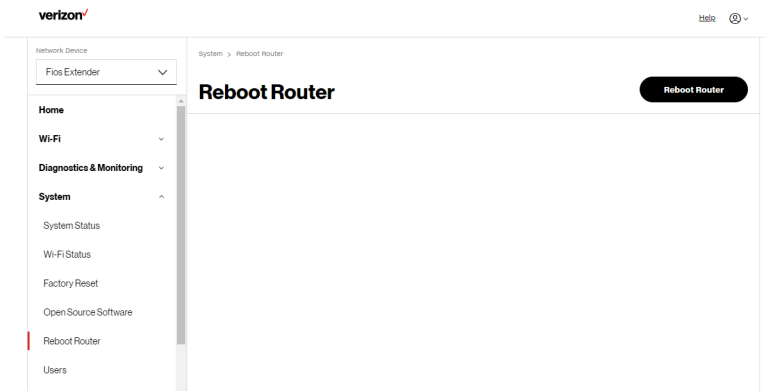 verizon
Help
Network Device
Fios Extender
System > Reboot Router
Reboot Router
Reboot Router
Home
Wi-Fi
Diagnostics & Monitoring
System
System Status
Wi-Fi Status
Factory Reset
Open Source Software
Reboot Router
Users